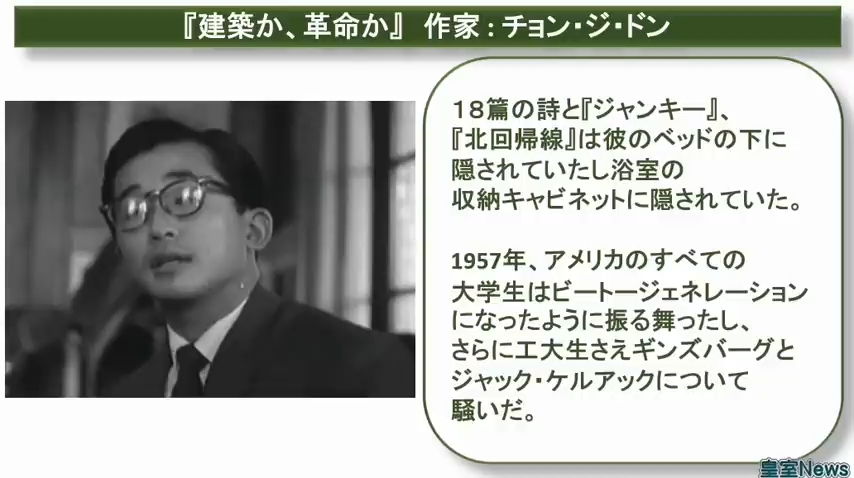 『建築か、革命か』 作家：チョン・ジ・ドン
１８篇の詩と『ジャンキー』、
『北回帰線』は彼のベッドの下に
隠されていたし浴室の
収納キャビネットに隠されていた。
1957年、アメリカのすべての
大学生はビートージェネレーション
になったように振る舞ったし、
さらに工大生さえギンズバーグと
ジャック・ケルアックについて
騒いだ。
皇室News